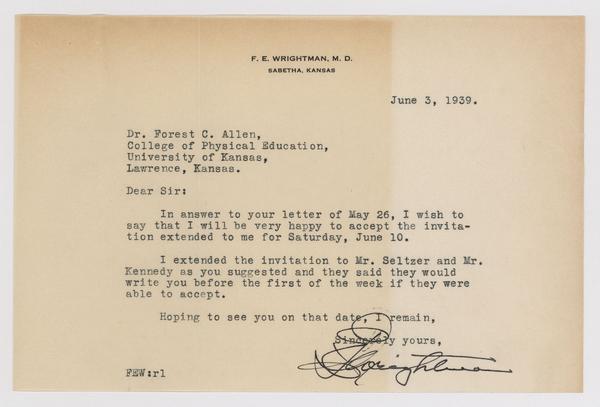 F. E. WRIGHTMAN, M. D.
SABETHA, KANSAS
June 3, 1939.
Dr. Forest C. Allen,
College of Physical Education,
University of Kansas,
Lawrence, Kansas.
Dear Sir:
In answer to your letter of May 26, I wish to
say that I will be very happy to accept the invita-
tion extended to me for Saturday, June 10.
I extended the invitation to Mr. Seltzer and Mr.
Kennedy as you suggested and they said they would
write you before the first of the week if they were
able to accept.
Hoping to see you on that date, I remain,
Sincerely yours,
FEWrightman
FEW:rl